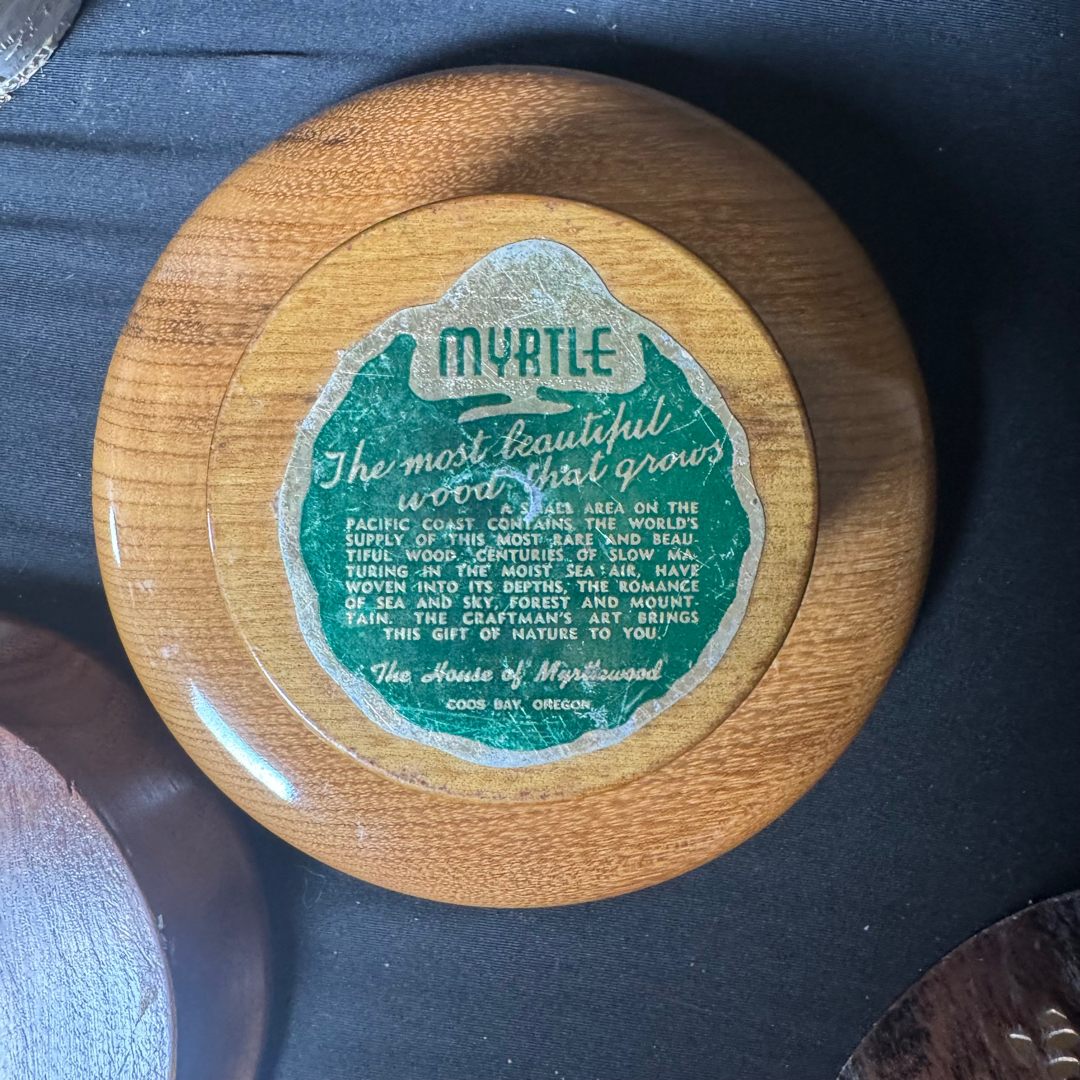 MYRTLE
The most beautiful
wood that grows
A SMALL AREA ON THE
PACIFIC COAST CONTAINS THE WORLD'S
SUPPLY OF THIS MOST RARE AND BEAU-
TIFUL WOOD. CENTURIES OF SLOW MA-
TURING IN THE MOIST SEA AIR, HAVE
WOVEN INTO ITS DEPTHS, THE ROMANCE
OF SEA AND SKY, FOREST AND MOUNT-
TAIN. THE CRAFTMAN'S ART BRINGS
THIS GIFT OF NATURE TO YOU.
The House of Myrtlewood
COOS BAY, OREGON